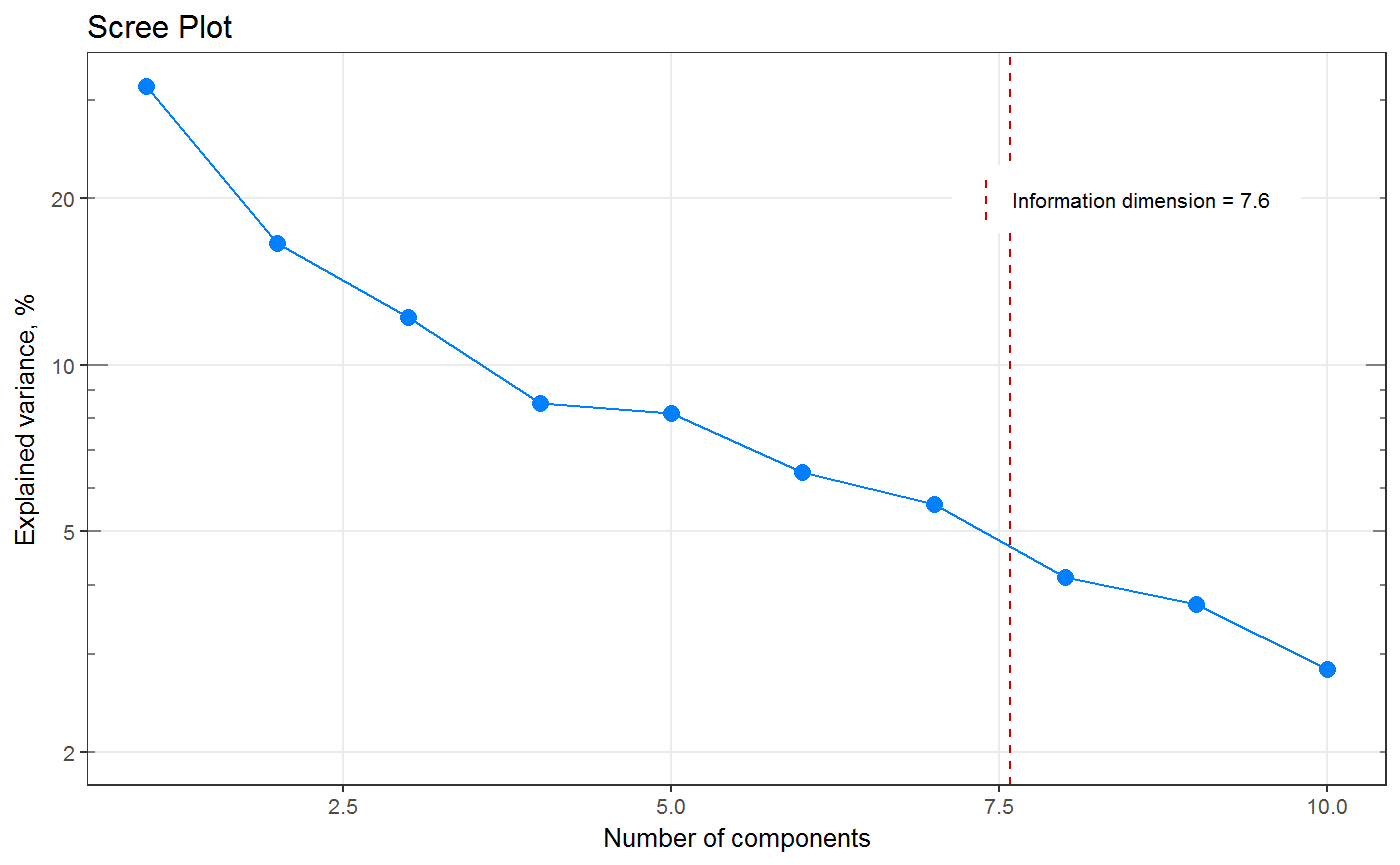 Scree Plot
Explained variance, %
20
10
5
2
Information dimension = 7.6
2.5
5.0
7.5
10.0
Number of components